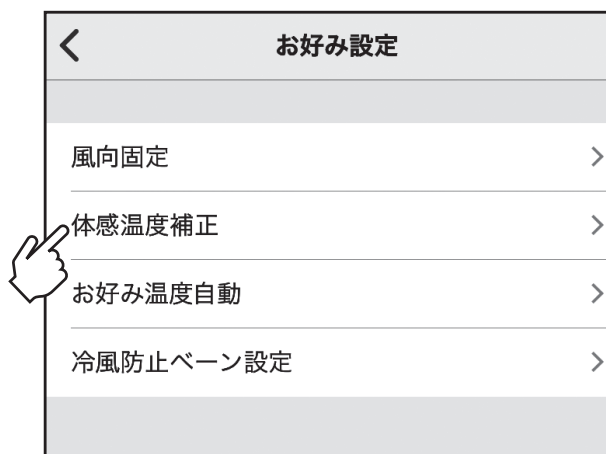 お好み設定
風向固定
体感温度補正
お好み温度自動
冷風防止ベーン設定